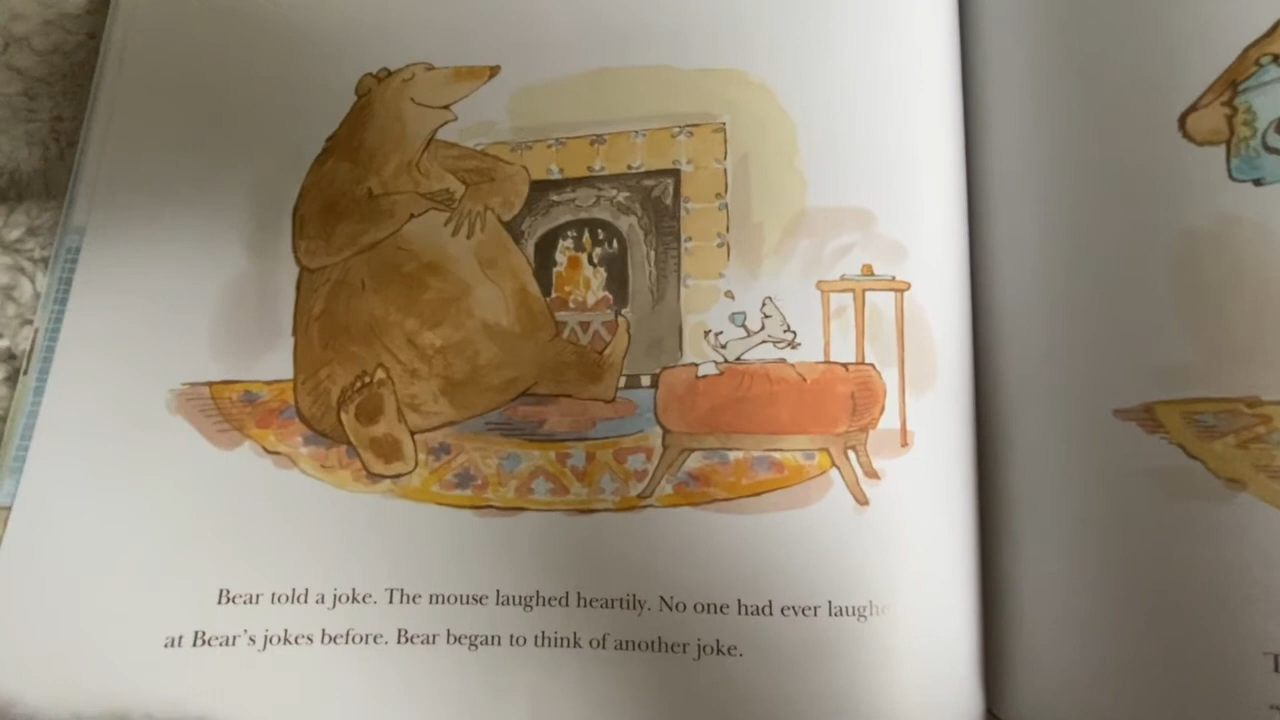 Bear told a joke. The mouse laughed heartily. No one had ever
at Bear's jokes before. Bear began to think of another joke.